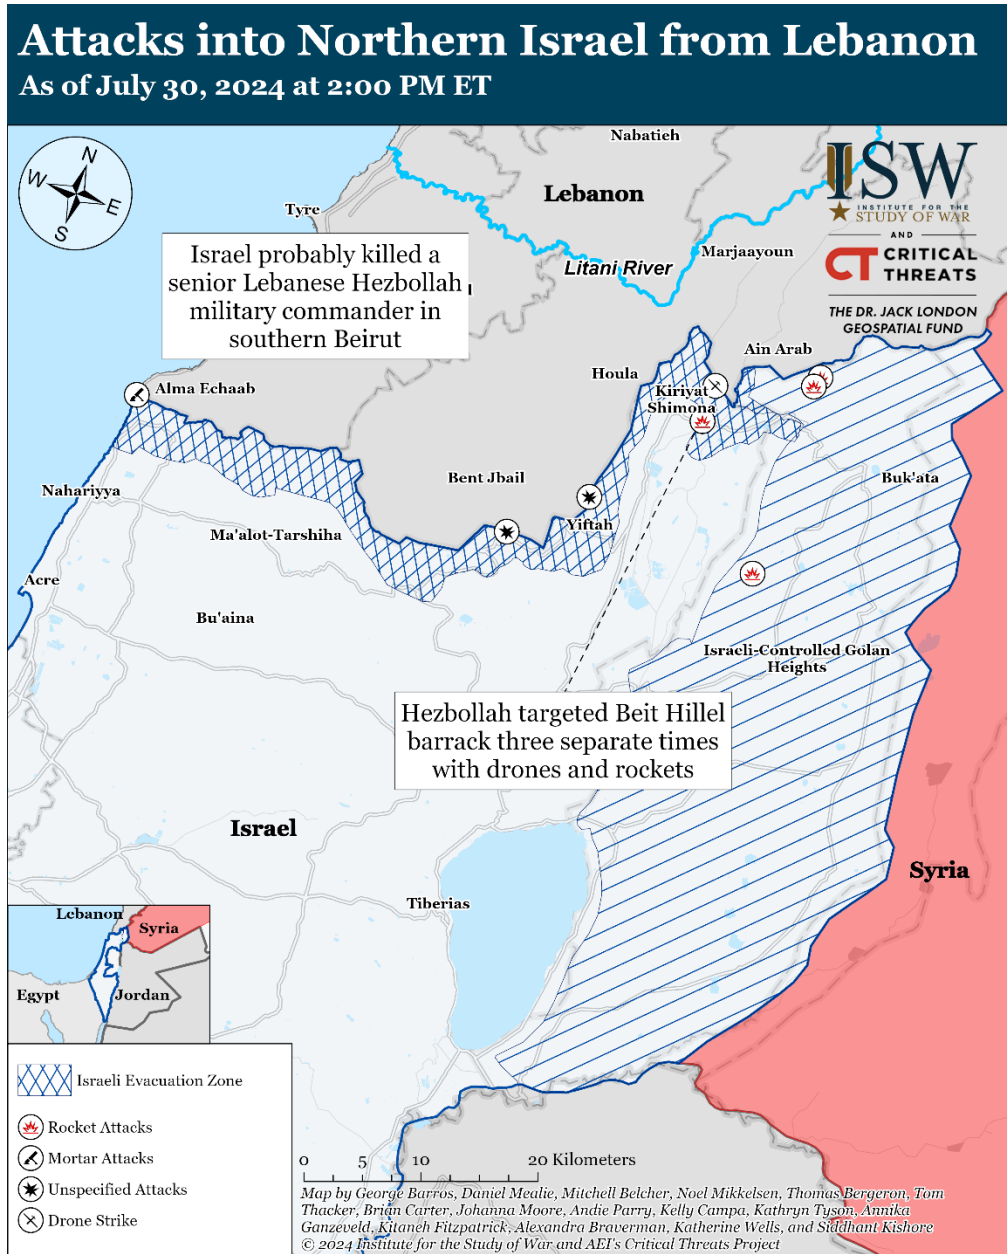 Attacks into Northern Israel from Lebanon
As of July 30, 2024 at 2:00 PM ET
N
W
E
S
Nabatieh
Lebanon
ISW
INSTITUTE FOR THE
STUDY OF WAR
AND
CT CRITICAL
THREATS
THE DR. JACK LONDON
GEOSPATIAL FUND
Tyre
Israel probably killed a
senior Lebanese Hezbollah
military commander in
southern Beirut
Litani River
Marjaayoun
Ain Arab
Houla
Alma Echaab
Kiriyat
Shimona
Bent Jbail
Buk'ata
Nahariyya
Yiftah
Ma'alot-Tarshiha
Acre
Bu'aina
Israeli-Controlled Golan
Heights
Hezbollah targeted Beit Hillel
barrack three separate times
with drones and rockets
Israel
Syria
Tiberias
Lebanon
Syria
Egypt
Jordan
Israeli Evacuation Zone
Rocket Attacks
Mortar Attacks
Unspecified Attacks
Drone Strike
0 5 10 20 Kilometers
Map by George Barros, Daniel Mealie, Mitchell Belcher, Noel Mikkelsen, Thomas Bergeron, Tom
Thacker, Brian Carter, Johanna Moore, Andie Parry, Kelly Campa, Kathryn Tyson, Annika
Ganzeveld, Kitaneh Fitzpatrick, Alexandra Braverman, Katherine Wells, and Siddhant Kishore
© 2024 Institute for the Study of War and AEI's Critical Threats Project